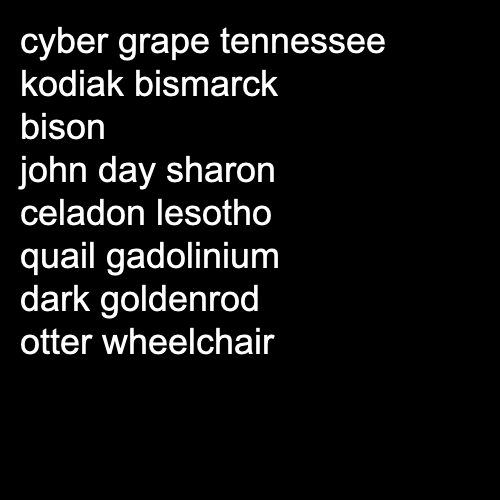 cyber grape tennessee
kodiak bismarck
bison
john day sharon
celadon lesotho
quail gadolinium
dark goldenrod
otter wheelchair